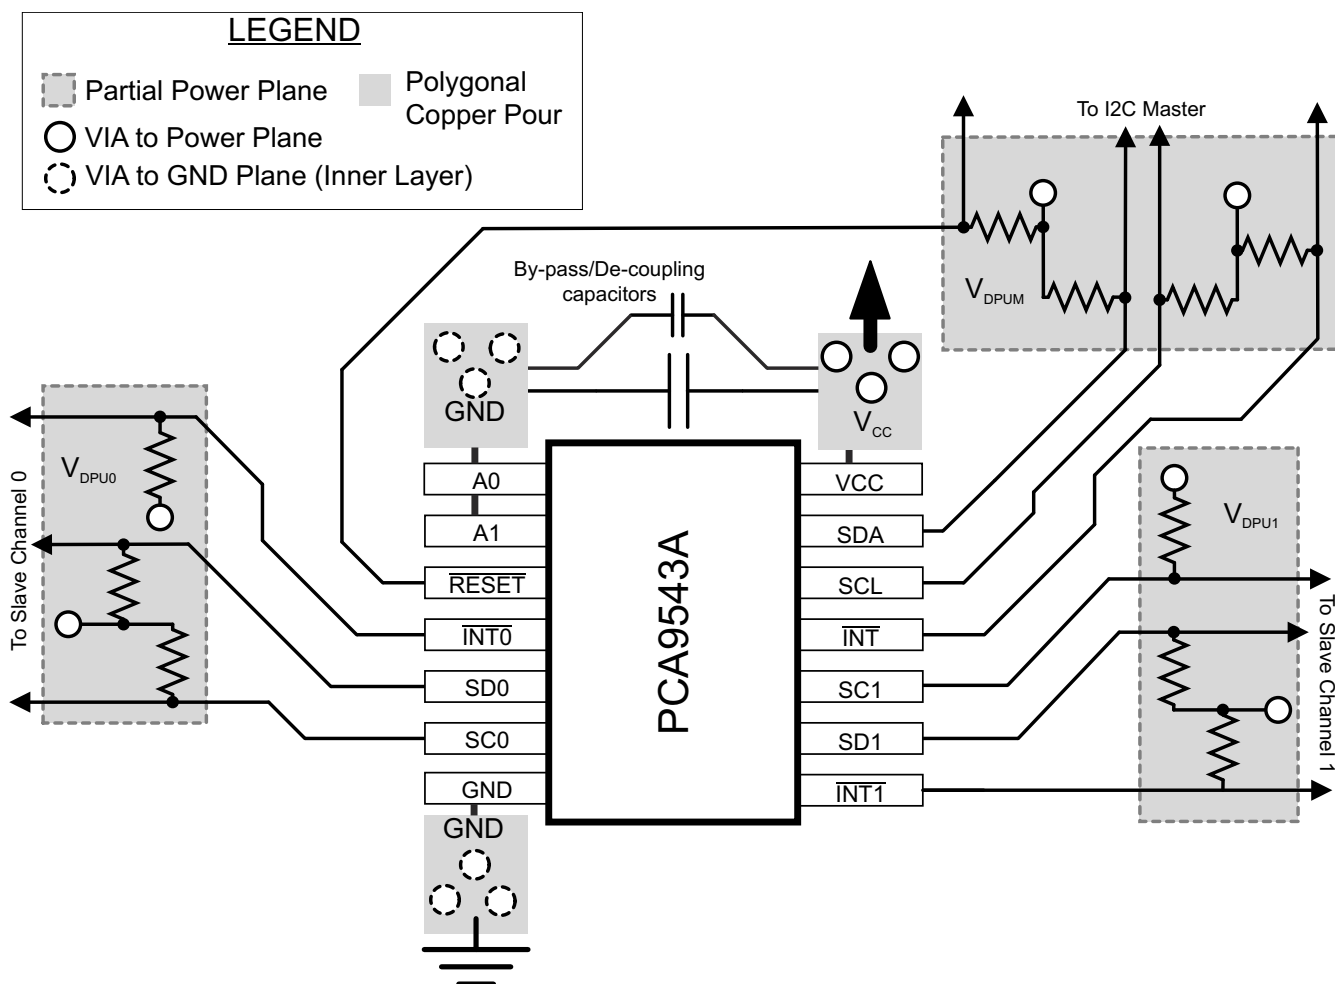 LEGEND
Partial Power Plane
Polygonal
Copper Pour
VIA to Power Plane
VIA to GND Plane (Inner Layer)
To I2C Master
By-pass/De-coupling
capacitors
VDPUM
GND
VCC
VDPU0
VDPU1
To Slave Channel 0
To Slave Channel 1
PCA9543A
A0
A1
RESET
INT0
SD0
SC0
GND
VCC
SDA
SCL
INT
SC1
SD1
INT1
GND